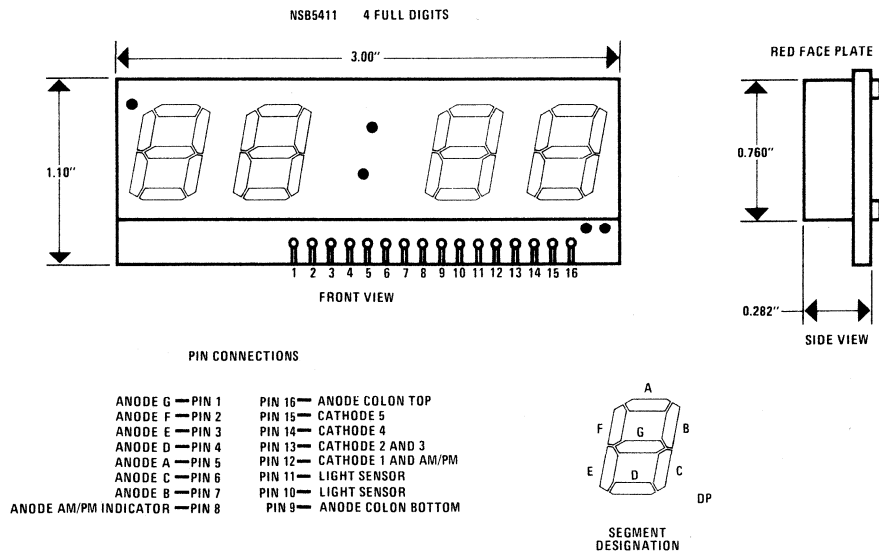 NSB5411 4 FULL DIGITS
3.00"
RED FACE PLATE
1.10"
0.760"
1 2 3 4 5 6 7 8 9 10 11 12 13 14 15 16
FRONT VIEW
0.282"
SIDE VIEW
PIN CONNECTIONS
ANODE G — PIN 1
ANODE F — PIN 2
ANODE E — PIN 3
ANODE D — PIN 4
ANODE A — PIN 5
ANODE C — PIN 6
ANODE B — PIN 7
ANODE AM/PM INDICATOR — PIN 8
PIN 16 — ANODE COLON TOP
PIN 15 — CATHODE 5
PIN 14 — CATHODE 4
PIN 13 — CATHODE 2 AND 3
PIN 12 — CATHODE 1 AND AM/PM
PIN 11 — LIGHT SENSOR
PIN 10 — LIGHT SENSOR
PIN 9 — ANODE COLON BOTTOM
A
F B
G
E C
D
DP
SEGMENT
DESIGNATION